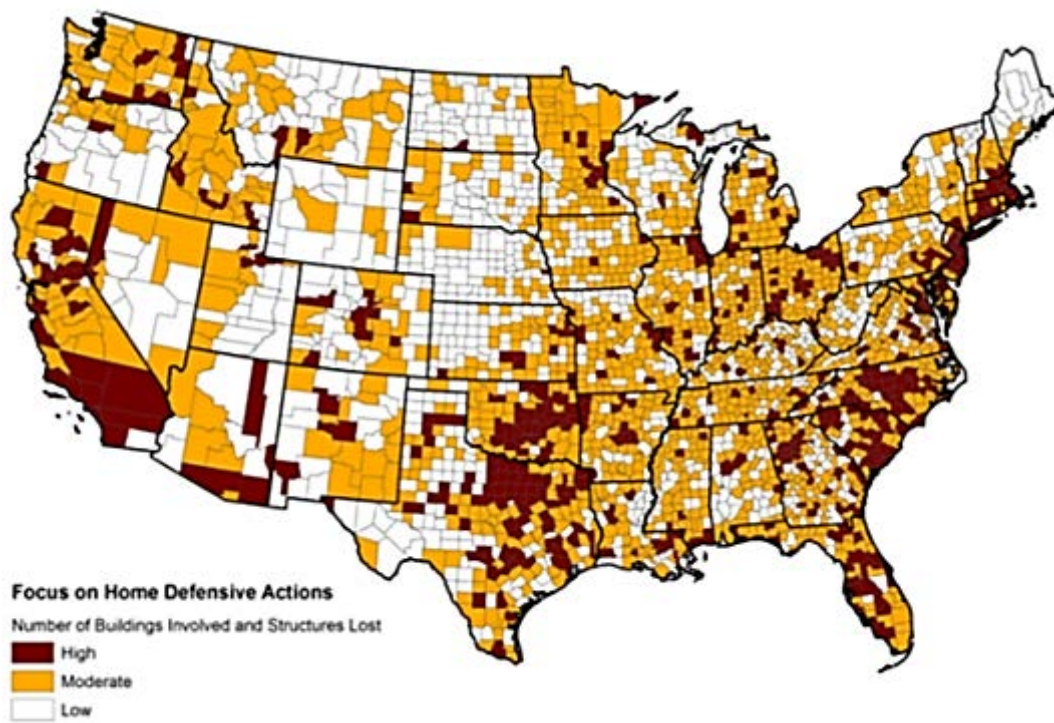 Focus on Home Defensive Actions
Number of Buildings Involved and Structures Lost
High
Moderate
Low